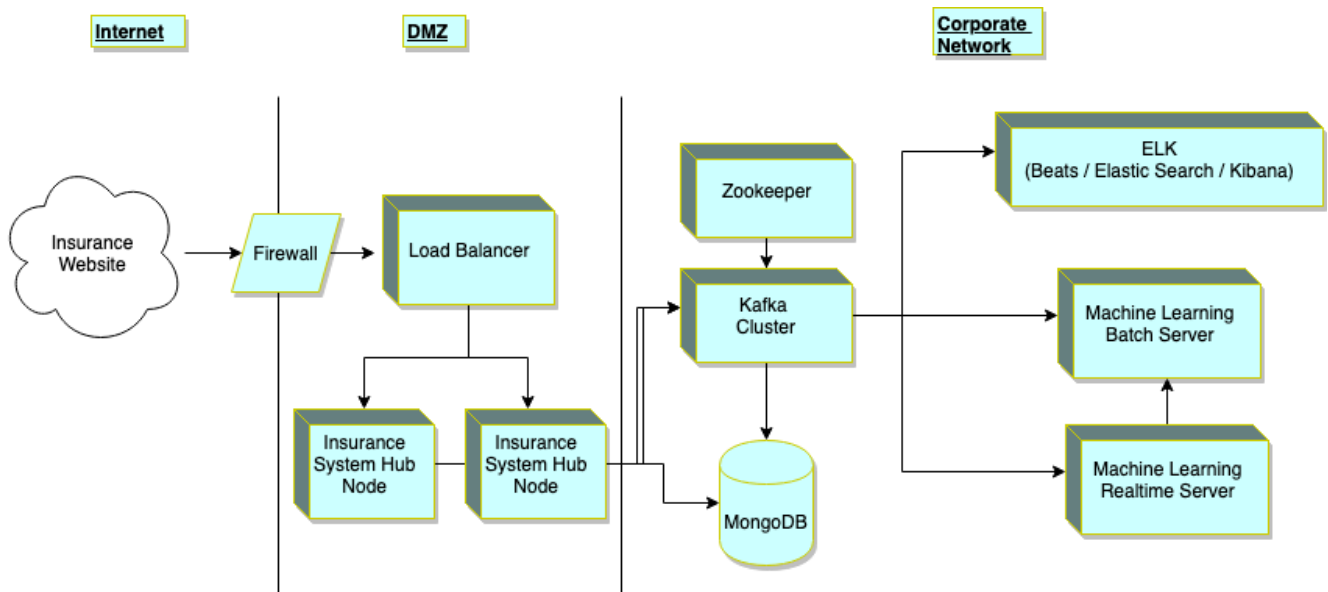 Internet
DMZ
Corporate
Network
Insurance
Website
Firewall
Load Balancer
Insurance
System Hub
Node
Insurance
System Hub
Node
Zookeeper
Kafka
Cluster
MongoDB
ELK
(Beats / Elastic Search / Kibana)
Machine Learning
Batch Server
Machine Learning
Realtime Server